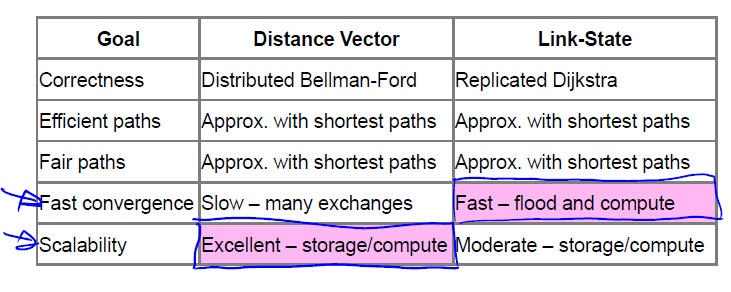 Goal Distance Vector Link-State
Correctness Distributed Bellman-Ford Replicated Dijkstra
Efficient paths Approx. with shortest paths Approx. with shortest paths
Fair paths Approx. with shortest paths Approx. with shortest paths
Fast convergence Slow – many exchanges Fast – flood and compute
Scalability Excellent – storage/compute Moderate – storage/compute